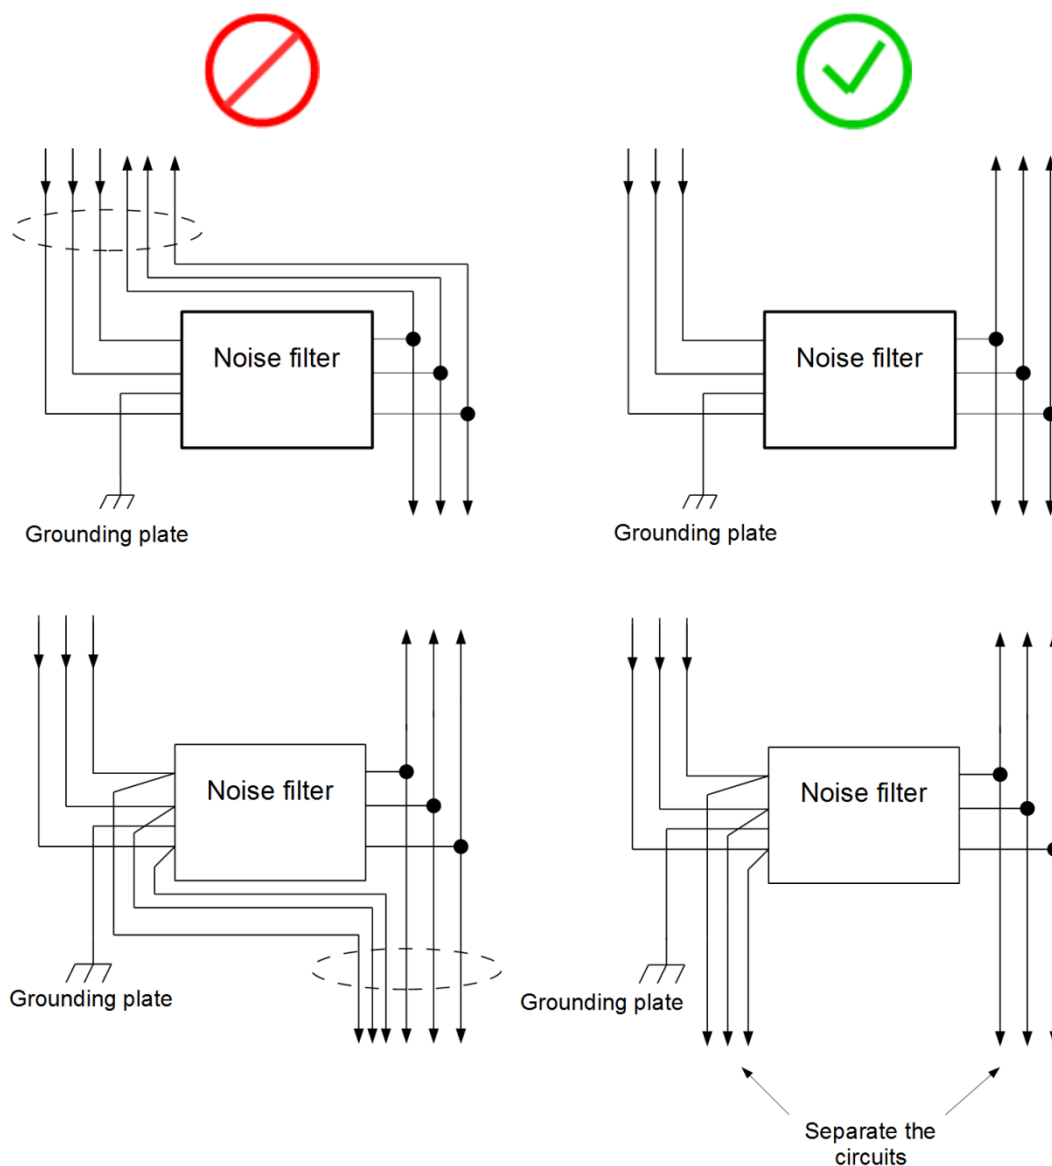 Noise filter
Noise filter
Grounding plate
Grounding plate
Noise filter
Noise filter
Grounding plate
Grounding plate
Separate the
circuits